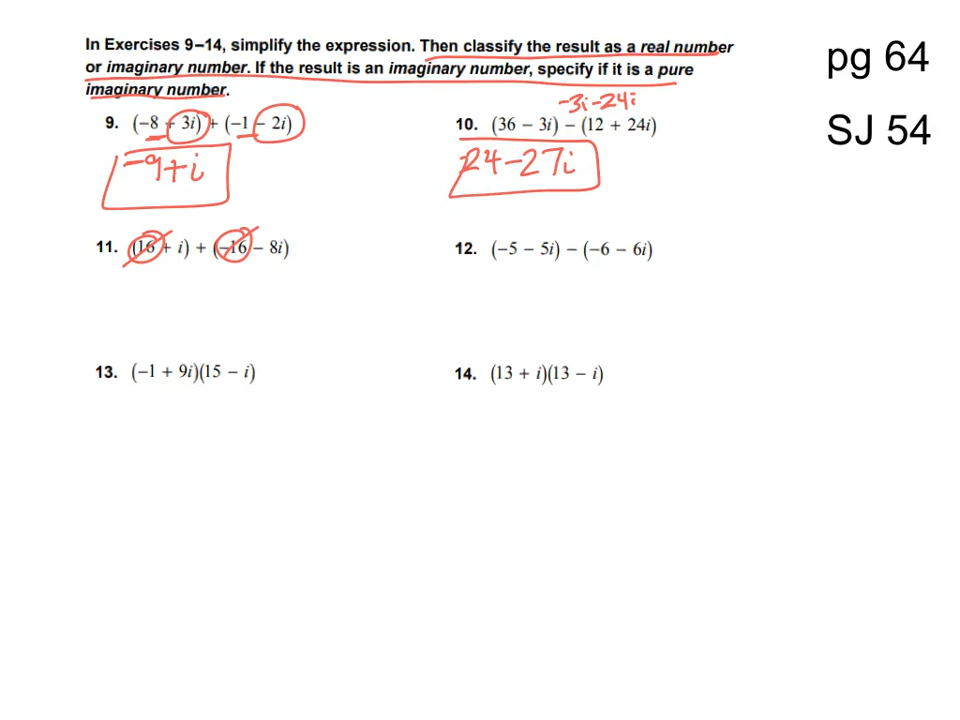 In Exercises 9–14, simplify the expression. Then classify the result as a real number
or imaginary number. If the result is an imaginary number, specify if it is a pure
imaginary number.
pg 64
SJ 54
9. (−8 + 3i) + (−1 − 2i)
−9+i
−3i−24i
10. (36 − 3i) − (12 + 24i)
24−27i
11. (16 + i) + (−16 − 8i)
12. (−5 − 5i) − (−6 − 6i)
13. (−1 + 9i)(15 − i)
14. (13 + i)(13 − i)